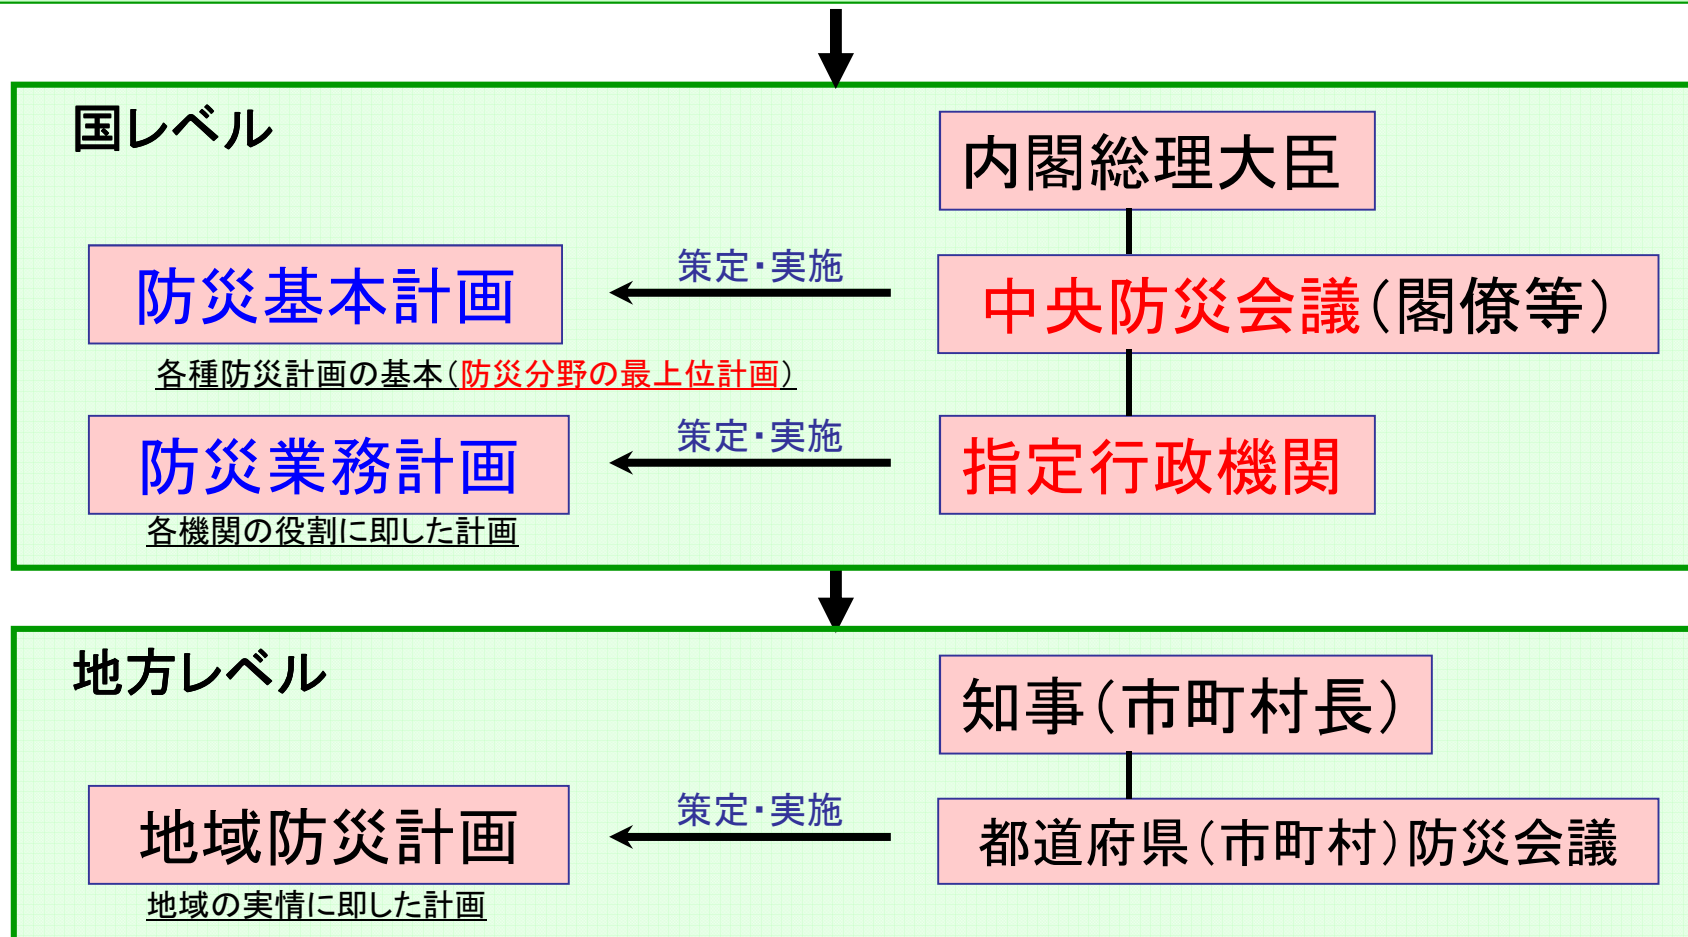 国レベル
内閣総理大臣
防災基本計画
策定・実施
中央防災会議(閣僚等)
各種防災計画の基本(防災分野の最上位計画)
防災業務計画
策定・実施
指定行政機関
各機関の役割に即した計画
地方レベル
知事(市町村長)
地域防災計画
策定・実施
都道府県(市町村)防災会議
地域の実情に即した計画